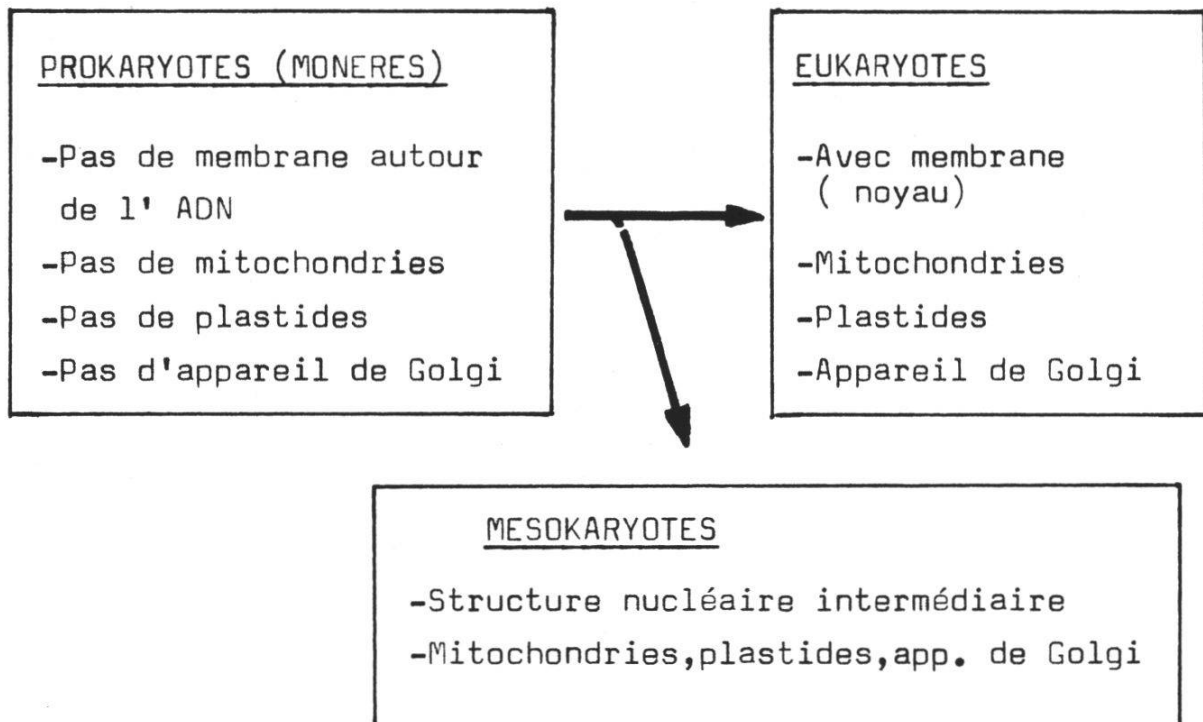 PROKARYOTES (MONERES)
-Pas de membrane autour
de l' ADN
-Pas de mitochondries
-Pas de plastides
-Pas d'appareil de Golgi
EUKARYOTES
-Avec membrane
( noyau)
-Mitochondries
-Plastides
-Appareil de Golgi
MESOKARYOTES
-Structure nucléaire intermédiaire
-Mitochondries,plastides,app. de Golgi